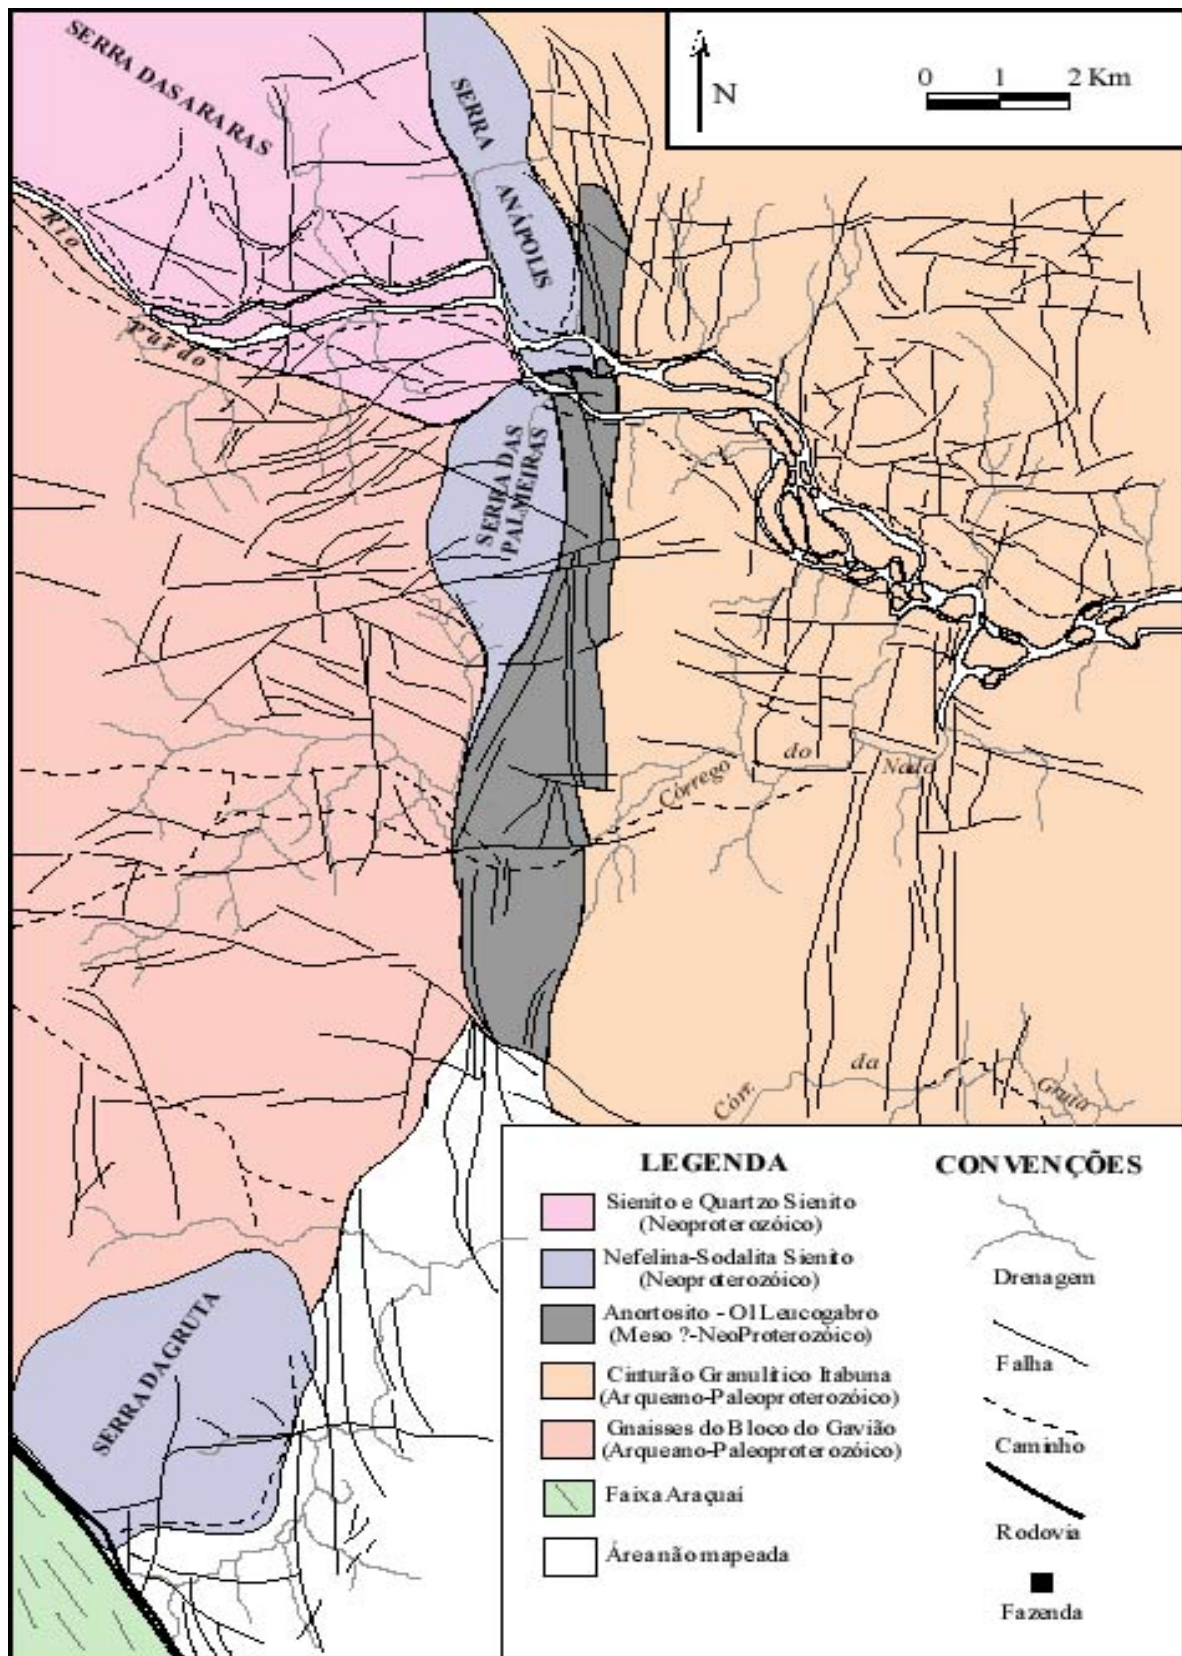 SERRA DAS ARARAS
SERRA
ANÁPOLIS
N
0 1 2 Km
Rio
Pardo
SERRA DAS
PALMEIRAS
Córrego
do
Nado
Córr.
da
Gruta
SERRA DA GRUTA
LEGENDA
Sienito e Quartzo Sienito
(Neoproterozóico)
Nefelina-Sodalita Sienito
(Neoproterozóico)
Anortosito - Ol Leucogabro
(Meso ?-NeoProterozóico)
Cinturão Granulítico Itabuna
(Arqueano-Paleoproterozóico)
Gnaisses do Bloco do Gavião
(Arqueano-Paleoproterozóico)
Faixa Araçuaí
Área não mapeada
CONVENÇÕES
Drenagem
Falha
Caminho
Rodovia
Fazenda